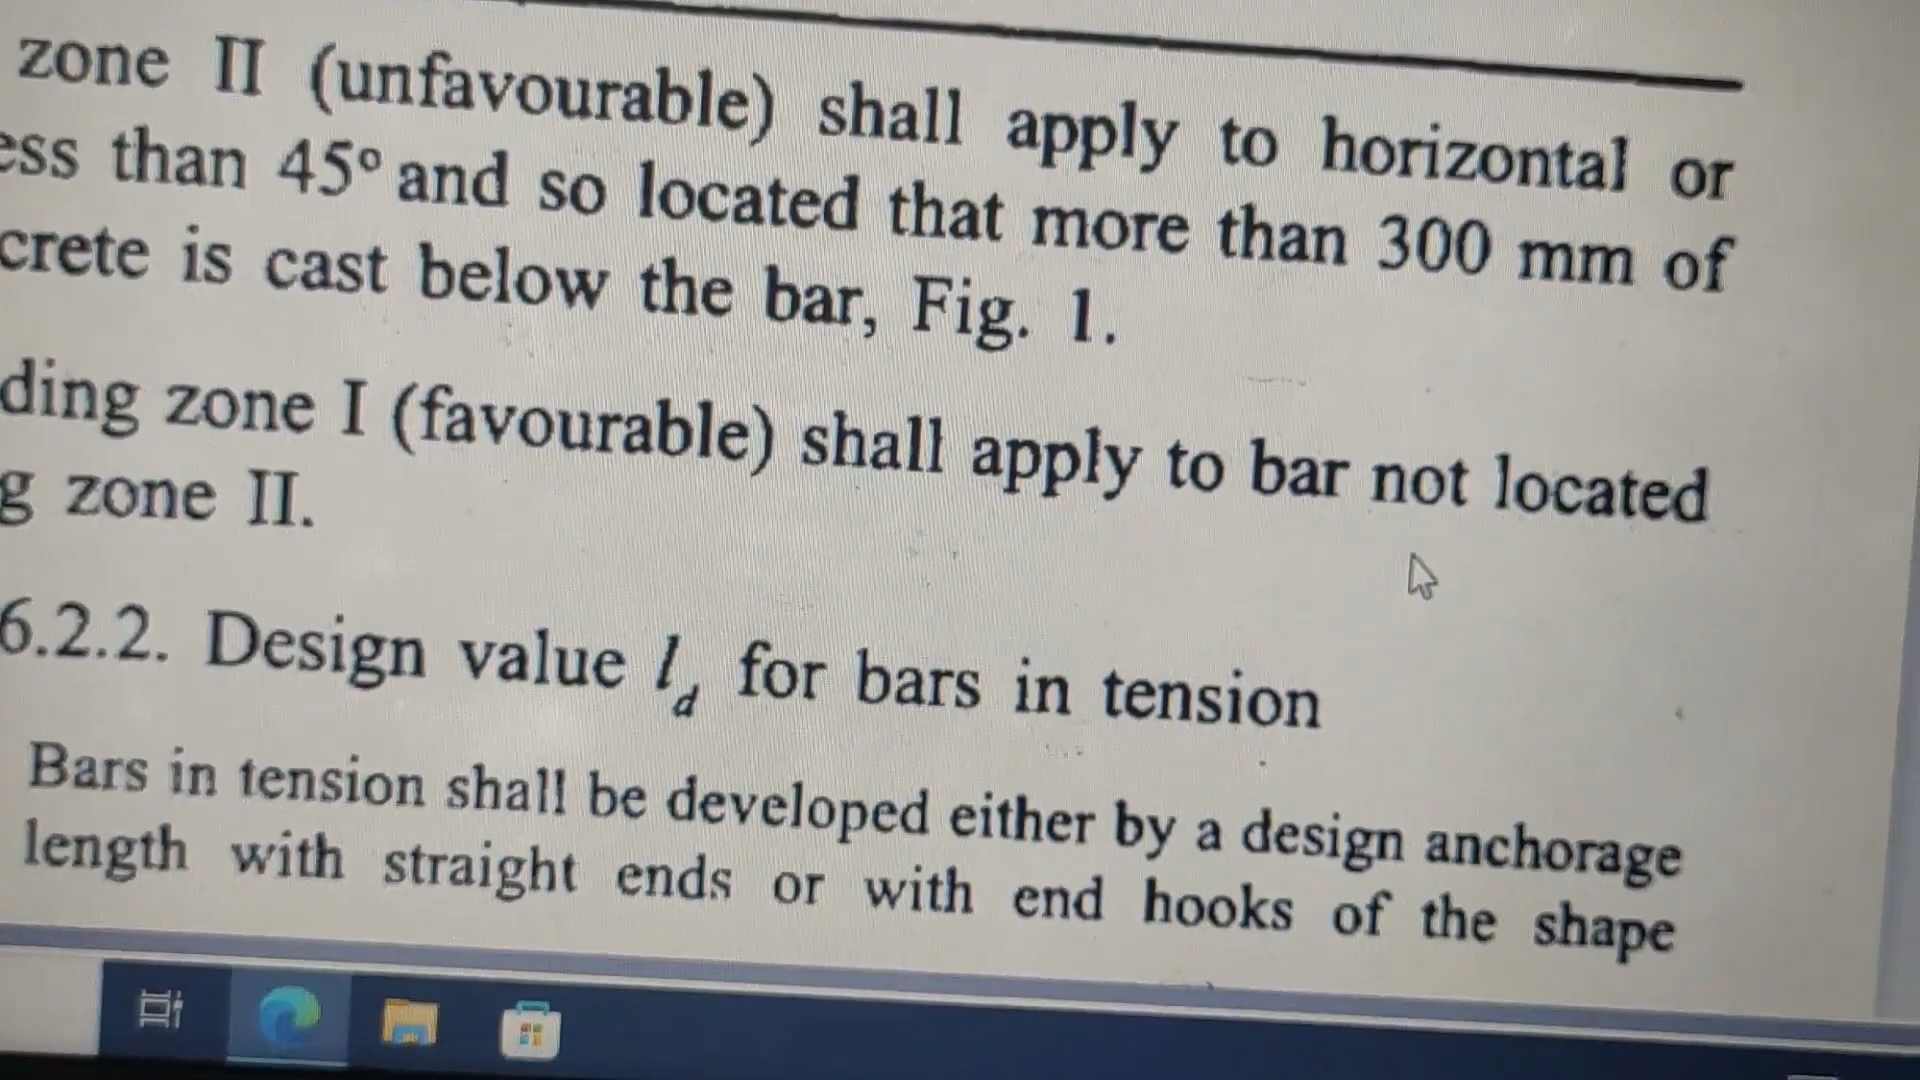 zone II (unfavourable) shall apply to horizontal or
ess than 45° and so located that more than 300 mm of
crete is cast below the bar, Fig. 1.
ding zone I (favourable) shall apply to bar not located
g zone II.
6.2.2. Design value l_d for bars in tension
Bars in tension shall be developed either by a design anchorage
length with straight ends or with end hooks of the shape